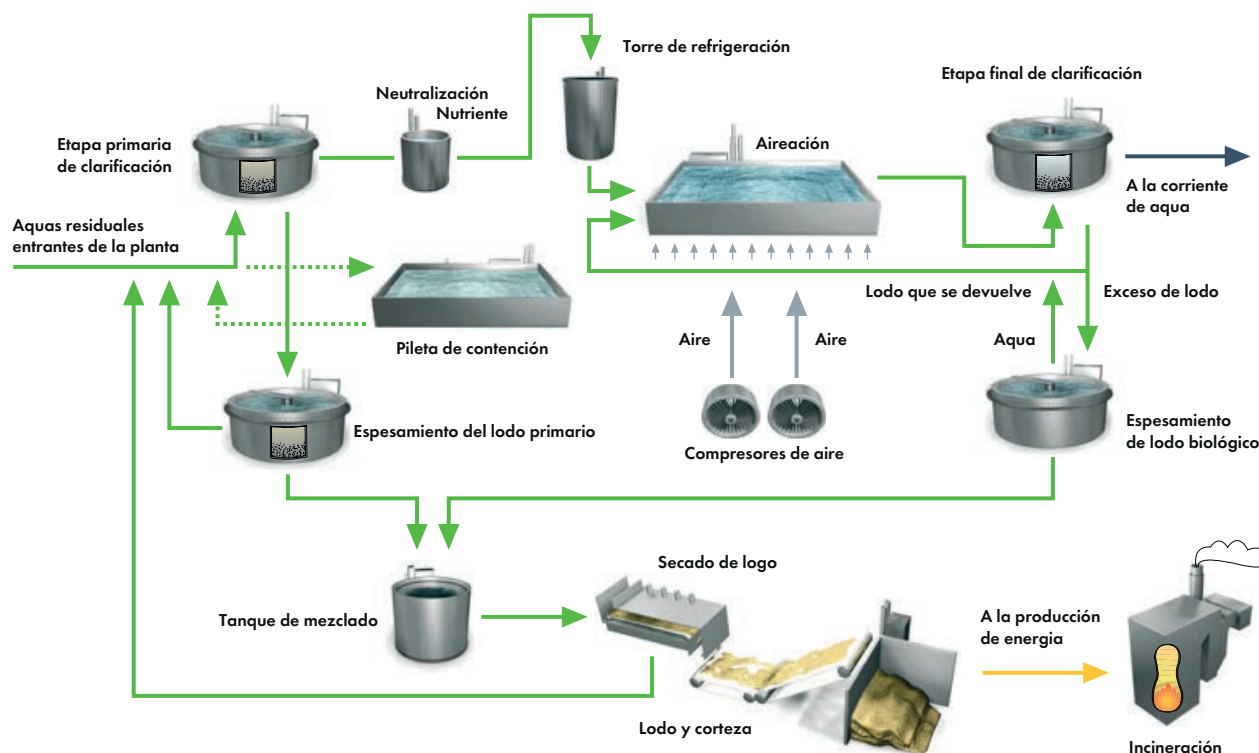 Torre de refrigeración
Etapa final de clarificación
Neutralización
Nutriente
Etapa primaria
de clarificación
Aireación
A la corriente
de aqua
Aquas residuales
entrantes de la planta
Lodo que se devuelve
Exceso de lodo
Pileta de contención
Aire
Aire
Aqua
Espesamiento del lodo primario
Compresores de aire
Espesamiento
de lodo biológico
Secado de logo
Tanque de mezclado
A la producción
de energia
Lodo y corteza
Incineración